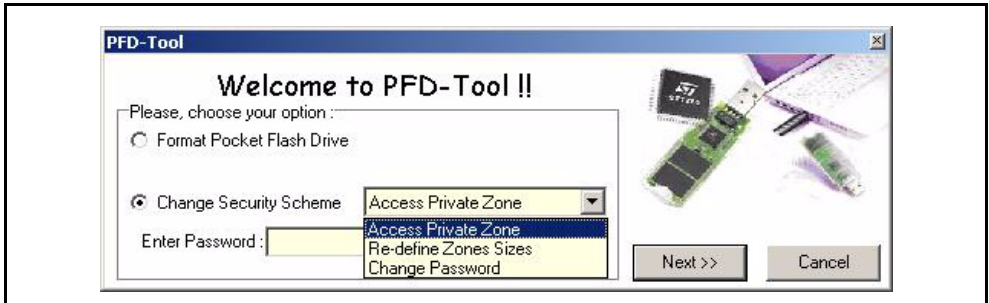 PFD-Tool
Welcome to PFD-Tool !!
Please, choose your option :
Format Pocket Flash Drive
Change Security Scheme
Access Private Zone
Access Private Zone
Re-define Zones Sizes
Change Password
Enter Password :
Next >>
Cancel